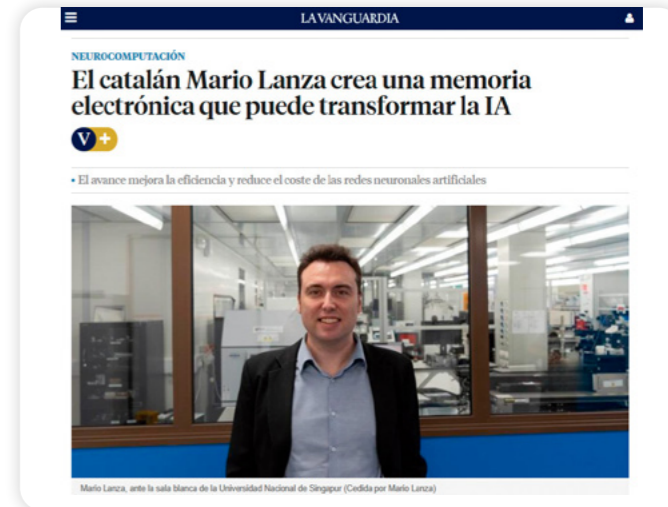 LA VANGUARDIA
NEUROCOMPUTACIÓN
El catalán Mario Lanza crea una memoria
electrónica que puede transformar la IA
V +
• El avance mejora la eficiencia y reduce el coste de las redes neuronales artificiales
Mario Lanza, ante la sala blanca de la Universidad Nacional de Singapur (Cedida por Mario Lanza)